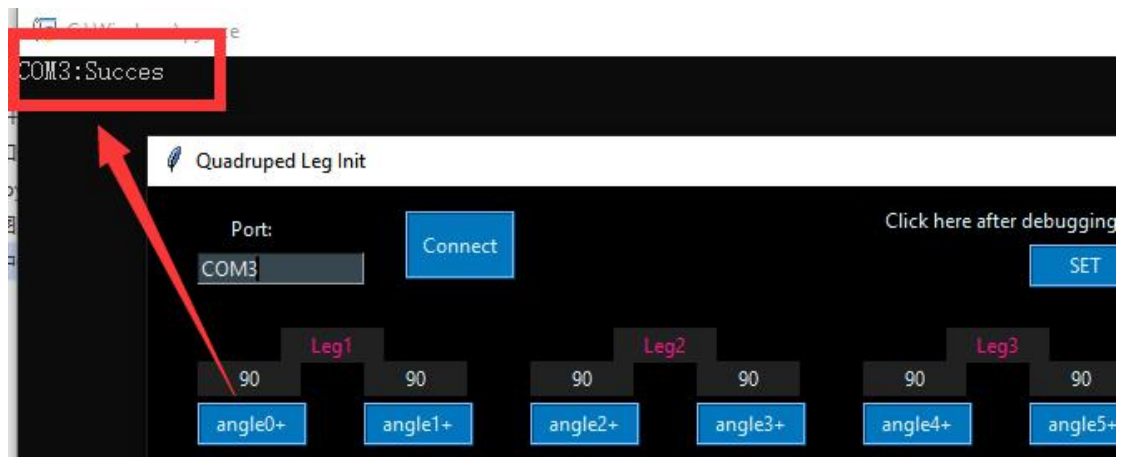 COM3:Succes
Quadruped Leg Init
Port:
Click here after debugging
Connect
COM3
SET
Leg1 Leg2 Leg3
90 90 90 90 90 90
angle0+ angle1+ angle2+ angle3+ angle4+ angle5+